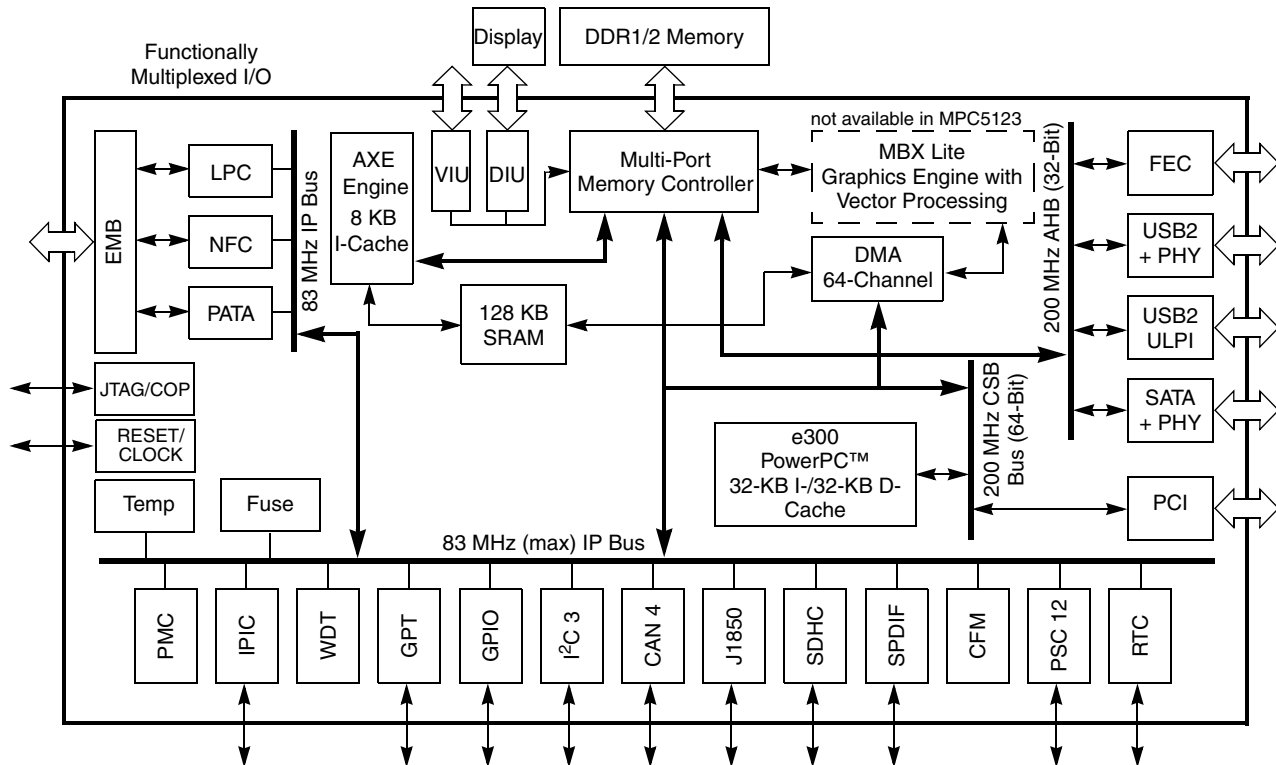 Functionally
Multiplexed I/O
Display
DDR1/2 Memory
not available in MPC5123
EMB
LPC
NFC
PATA
83 MHz IP Bus
AXE
Engine
8 KB
I-Cache
VIU
DIU
Multi-Port
Memory Controller
MBX Lite
Graphics Engine with
Vector Processing
200 MHz AHB (32-Bit)
FEC
USB2
+ PHY
USB2
ULPI
SATA
+ PHY
DMA
64-Channel
128 KB
SRAM
JTAG/COP
RESET/
CLOCK
Temp
Fuse
e300
PowerPC™
32-KB I-/32-KB D-
Cache
200 MHz CSB
Bus (64-Bit)
PCI
83 MHz (max) IP Bus
PMC
IPIC
WDT
GPT
GPIO
I²C 3
CAN 4
J1850
SDHC
SPDIF
CFM
PSC 12
RTC